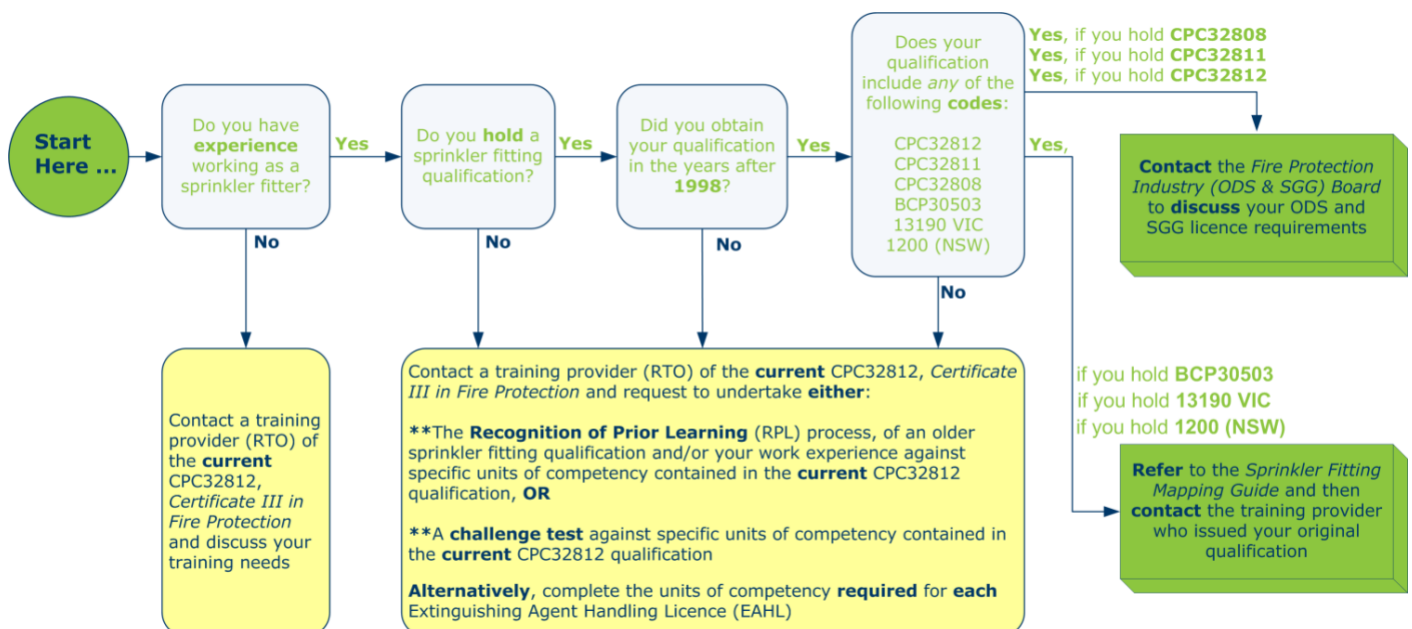 Start
Here ...
Do you have
experience
working as a
sprinkler fitter?
Yes
No
Do you hold a
sprinkler fitting
qualification?
Yes
No
Did you obtain
your qualification
in the years after
1998?
Yes
No
Does your
qualification
include any of the
following codes:
CPC32812
CPC32811
CPC32808
BCP30503
13190 VIC
1200 (NSW)
No
Yes, if you hold CPC32808
Yes, if you hold CPC32811
Yes, if you hold CPC32812
Contact the Fire Protection
Industry (ODS & SGG) Board
to discuss your ODS and
SGG licence requirements
Yes,
if you hold BCP30503
if you hold 13190 VIC
if you hold 1200 (NSW)
Refer to the Sprinkler Fitting
Mapping Guide and then
contact the training provider
who issued your original
qualification
Contact a training
provider (RTO) of
the current
CPC32812,
Certificate III in
Fire Protection
and discuss your
training needs
Contact a training provider (RTO) of the current CPC32812, Certificate
III in Fire Protection and request to undertake either:
**The Recognition of Prior Learning (RPL) process, of an older
sprinkler fitting qualification and/or your work experience against
specific units of competency contained in the current CPC32812
qualification, OR
**A challenge test against specific units of competency contained in
the current CPC32812 qualification
Alternatively, complete the units of competency required for each
Extinguishing Agent Handling Licence (EAHL)